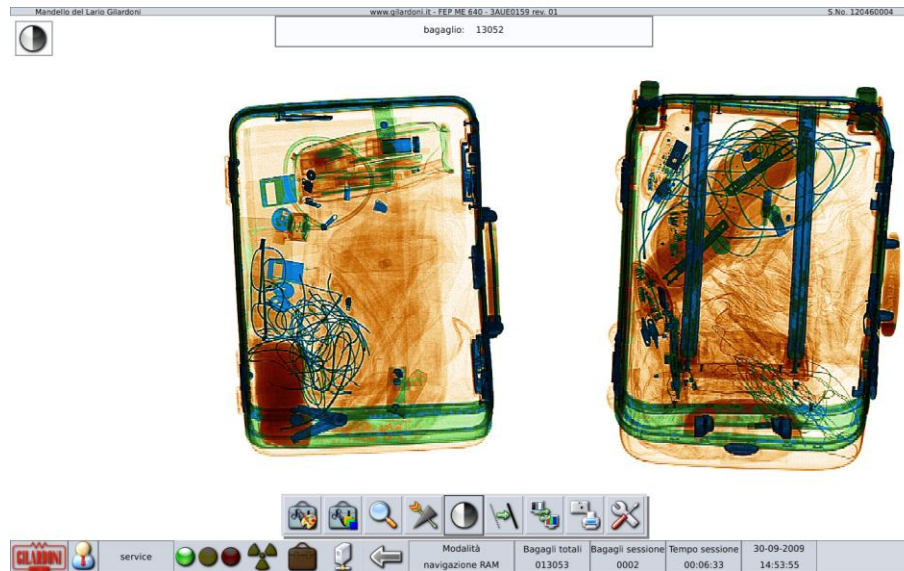 Mandello del Lario Gilardoni
www.gilardoni.it - FEP ME 640 - 3AUE0159 rev. 01
S.No. 120460004
bagaglio: 13052
GILARDONI
service
Modalità
navigazione RAM
Bagagli totali
013053
Bagagli sessione
0002
Tempo sessione
00:06:33
30-09-2009
14:53:55